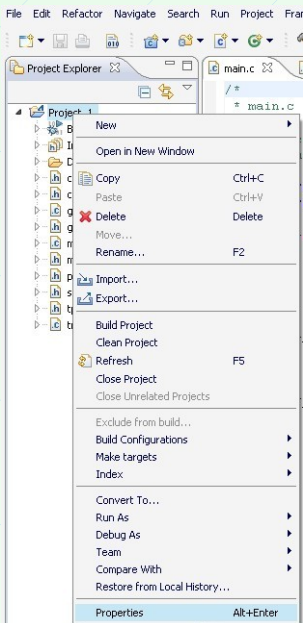 File Edit Refactor Navigate Search Run Project
Project Explorer
main.c
/*
* main.c
Project_1
New
Open in New Window
Copy Ctrl+C
Paste Ctrl+V
Delete Delete
Move...
Rename... F2
Import...
Export...
Build Project
Clean Project
Refresh F5
Close Project
Close Unrelated Projects
Exclude from build...
Build Configurations
Make targets
Index
Convert To...
Run As
Debug As
Team
Compare With
Restore from Local History...
Properties Alt+Enter